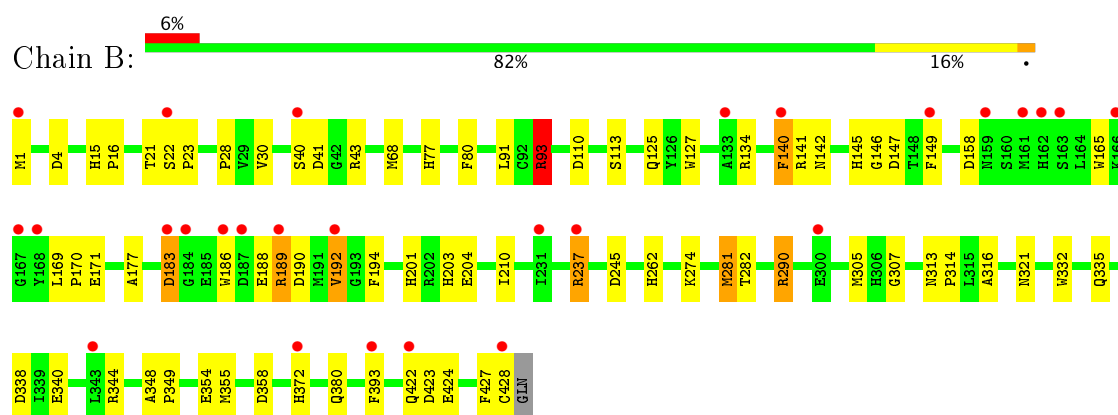 6%
Chain B:
82% 16% •
M1 D4 H15 P16 T21 S22 P23 P28 V29 V30 S40 D41 G42 R43 M68 H77 F80 L91 C92 R93 D110 S113 Q125 Y126 W127 A133 R134 F140 R141 N142 H145 G146 D147 T148 F149 D158 N159 S160 M161 H162 S163 L164 W165 K166
G167 Y168 L169 P170 E171 A177 D183 G184 E185 W186 D187 E188 R189 D190 M191 V192 G193 F194 H201 R202 H203 E204 I210 I231 R237 D245 H262 K274 M281 T282 R290 E300 M305 H306 G307 N313 P314 L315 A316 N321 W332 Q335
D338 I339 E340 L343 R344 A348 P349 E354 M355 D358 H372 Q380 F393 Q422 D423 E424 F427 C428 GLN